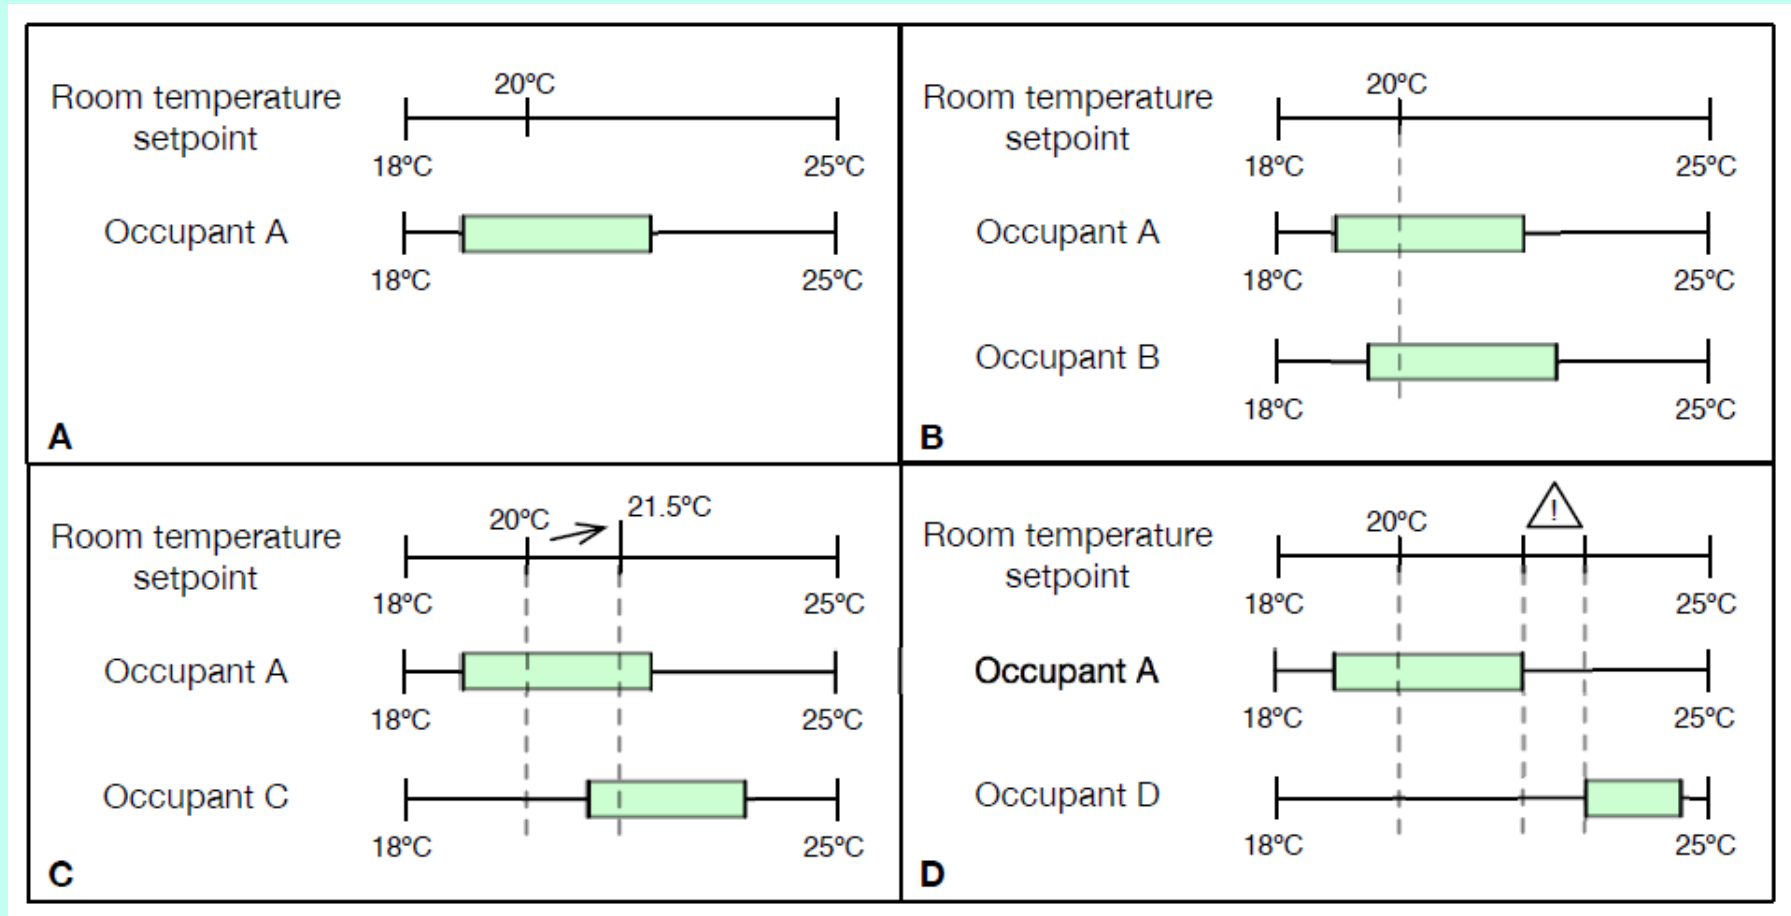 20ºC
Room temperature
setpoint
18ºC
25ºC
Occupant A
18ºC
25ºC
A
20ºC
Room temperature
setpoint
18ºC
25ºC
Occupant A
18ºC
25ºC
Occupant B
18ºC
25ºC
B
20ºC
21.5ºC
Room temperature
setpoint
18ºC
25ºC
Occupant A
18ºC
25ºC
Occupant C
18ºC
25ºC
C
20ºC
!
Room temperature
setpoint
18ºC
25ºC
Occupant A
18ºC
25ºC
Occupant D
18ºC
25ºC
D